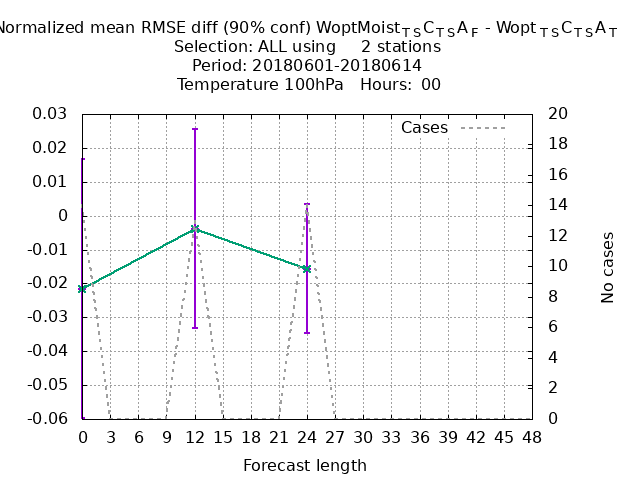 Normalized mean RMSE diff (90% conf) WoptMoist_TSC_TSA_F - Wopt_TSC_TSA_T
Selection: ALL using 2 stations
Period: 20180601-20180614
Temperature 100hPa Hours: 00
Cases
0.03
0.02
0.01
0
-0.01
-0.02
-0.03
-0.04
-0.05
-0.06
20
18
16
14
12
10
8
6
4
2
0
No cases
0 3 6 9 12 15 18 21 24 27 30 33 36 39 42 45 48
Forecast length